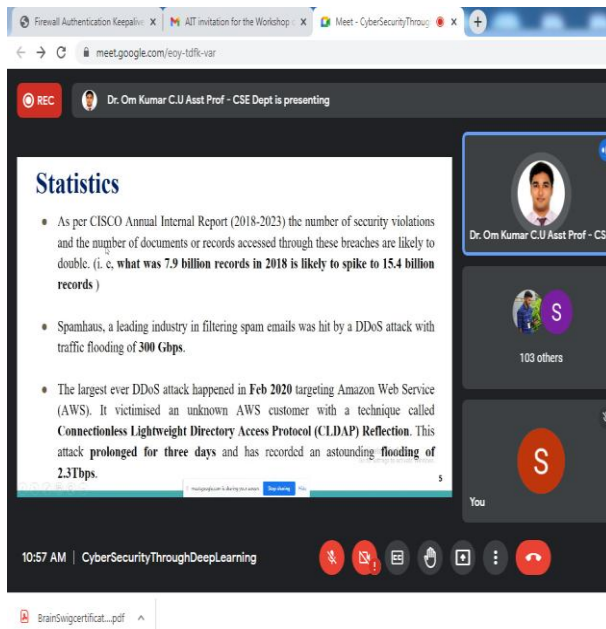 Firewall Authentication Keepalive
AIT invitation for the Workshop
Meet - CyberSecurityThroug
meet.google.com/eoy-tdfk-var
REC
Dr. Om Kumar C.U Asst Prof - CSE Dept is presenting
Statistics
As per CISCO Annual Internal Report (2018-2023) the number of security violations
and the number of documents or records accessed through these breaches are likely to
double. (i. e, what was 7.9 billion records in 2018 is likely to spike to 15.4 billion
records )
Spamhaus, a leading industry in filtering spam emails was hit by a DDoS attack with
traffic flooding of 300 Gbps.
The largest ever DDoS attack happened in Feb 2020 targeting Amazon Web Service
(AWS). It victimised an unknown AWS customer with a technique called
Connectionless Lightweight Directory Access Protocol (CLDAP) Reflection. This
attack prolonged for three days and has recorded an astounding flooding of
2.3Tbps.
5
meet.google.com is sharing your screen.
Stop sharing
Hide
Dr. Om Kumar C.U Asst Prof - CS
S
103 others
S
You
10:57 AM | CyberSecurityThroughDeepLearning
BrainSwigcertificat....pdf